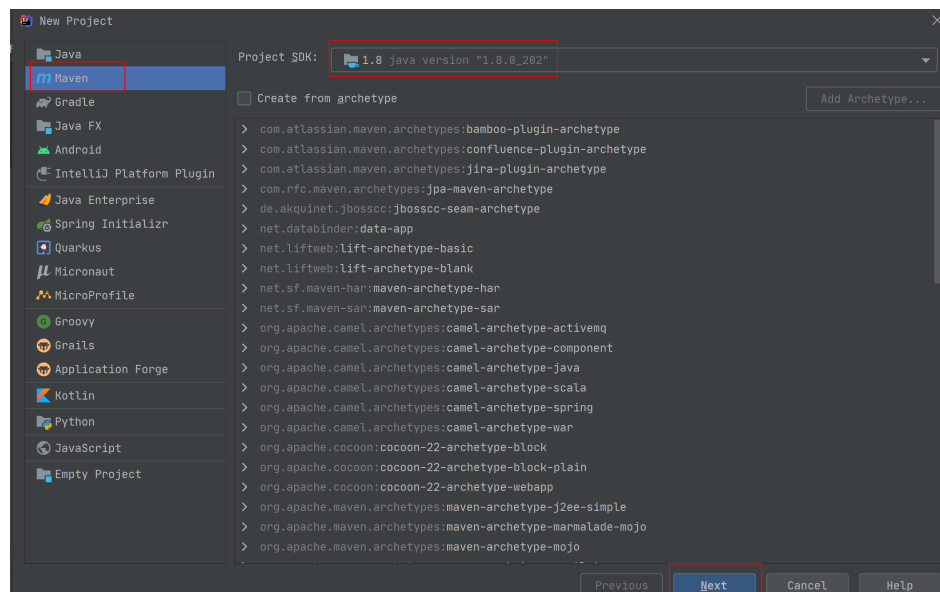 New Project
Java
Maven
Gradle
Java FX
Android
IntelliJ Platform Plugin
Java Enterprise
Spring Initializr
Quarkus
Micronaut
MicroProfile
Groovy
Grails
Application Forge
Kotlin
Python
JavaScript
Empty Project
Project SDK: 1.8 java version "1.8.0_202"
Create from archetype
Add Archetype...
com.atlassian.maven.archetypes:bamboo-plugin-archetype
com.atlassian.maven.archetypes:confluence-plugin-archetype
com.atlassian.maven.archetypes:jira-plugin-archetype
com.rfc.maven.archetypes:jpa-maven-archetype
de.akquinet.jbosscc:jbosscc-seam-archetype
net.databinder:data-app
net.liftweb:lift-archetype-basic
net.liftweb:lift-archetype-blank
net.sf.maven-har:maven-archetype-har
net.sf.maven-sar:maven-archetype-sar
org.apache.camel.archetypes:camel-archetype-activemq
org.apache.camel.archetypes:camel-archetype-component
org.apache.camel.archetypes:camel-archetype-java
org.apache.camel.archetypes:camel-archetype-scala
org.apache.camel.archetypes:camel-archetype-spring
org.apache.camel.archetypes:camel-archetype-war
org.apache.cocoon:cocoon-22-archetype-block
org.apache.cocoon:cocoon-22-archetype-block-plain
org.apache.cocoon:cocoon-22-archetype-webapp
org.apache.maven.archetypes:maven-archetype-j2ee-simple
org.apache.maven.archetypes:maven-archetype-marmalade-mojo
org.apache.maven.archetypes:maven-archetype-mojo
Previous
Next
Cancel
Help